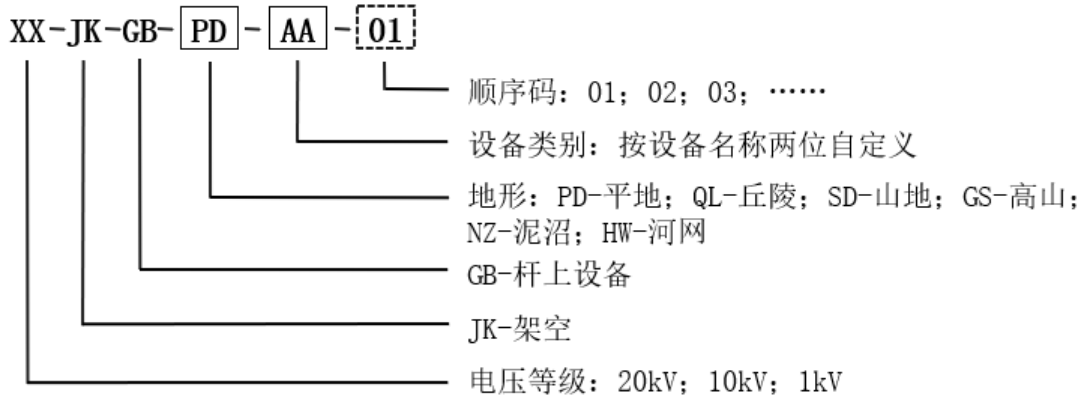 XX-JK-GB-PD-AA-01
顺序码：01；02；03；……
设备类别：按设备名称两位自定义
地形：PD-平地；QL-丘陵；SD-山地；GS-高山；
NZ-泥沼；HW-河网
GB-杆上设备
JK-架空
电压等级：20kV；10kV；1kV